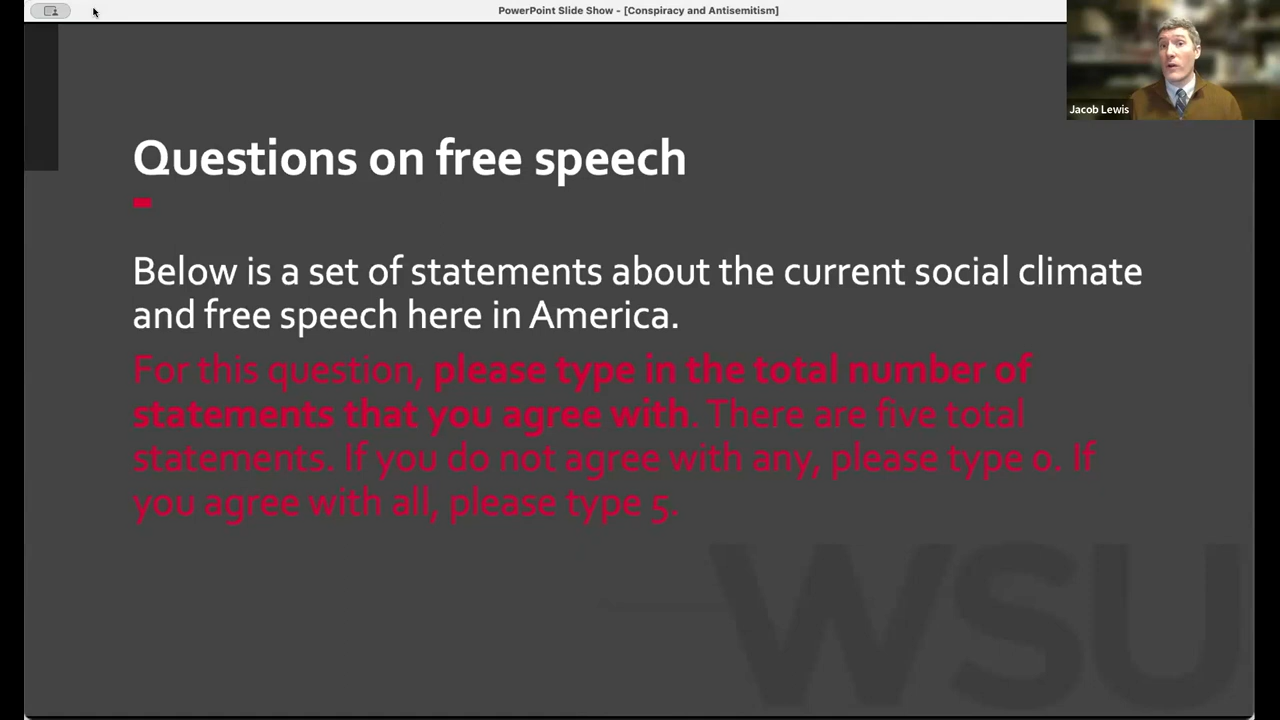 PowerPoint Slide Show - [Conspiracy and Antisemitism]
Jacob Lewis
Questions on free speech
Below is a set of statements about the current social climate
and free speech here in America.
For this question, please type in the total number of
statements that you agree with. There are five total
statements. If you do not agree with any, please type 0. If
you agree with all, please type 5.
WSU